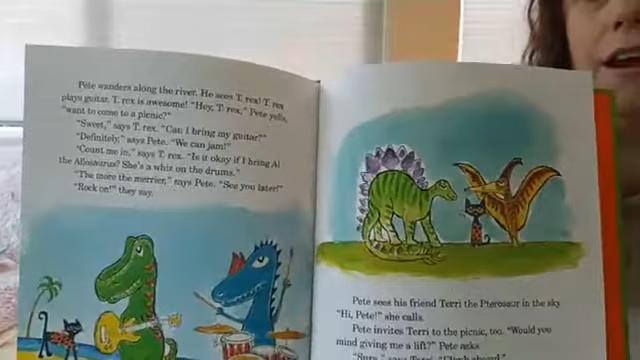 Pete wanders along the river. He sees T. rex! T. rex
plays guitar. T. rex is awesome! "Hey, T. rex," Pete yells,
"want to come to a picnic?"
"Sweet," says T. rex. "Can I bring my guitar?"
"Definitely," says Pete. "We can jam!"
"Count me in," says T. rex. "Is it okay if I bring Al
the Allosaurus? She's a whiz on the drums."
"The more the merrier," says Pete. "See you later!"
"Rock on!" they say.
Pete sees his friend Terri the Pterosaur in the sky
"Hi, Pete!" she calls.
Pete invites Terri to the picnic, too. "Would you
mind giving me a lift?" Pete asks
"Sure," says Terri